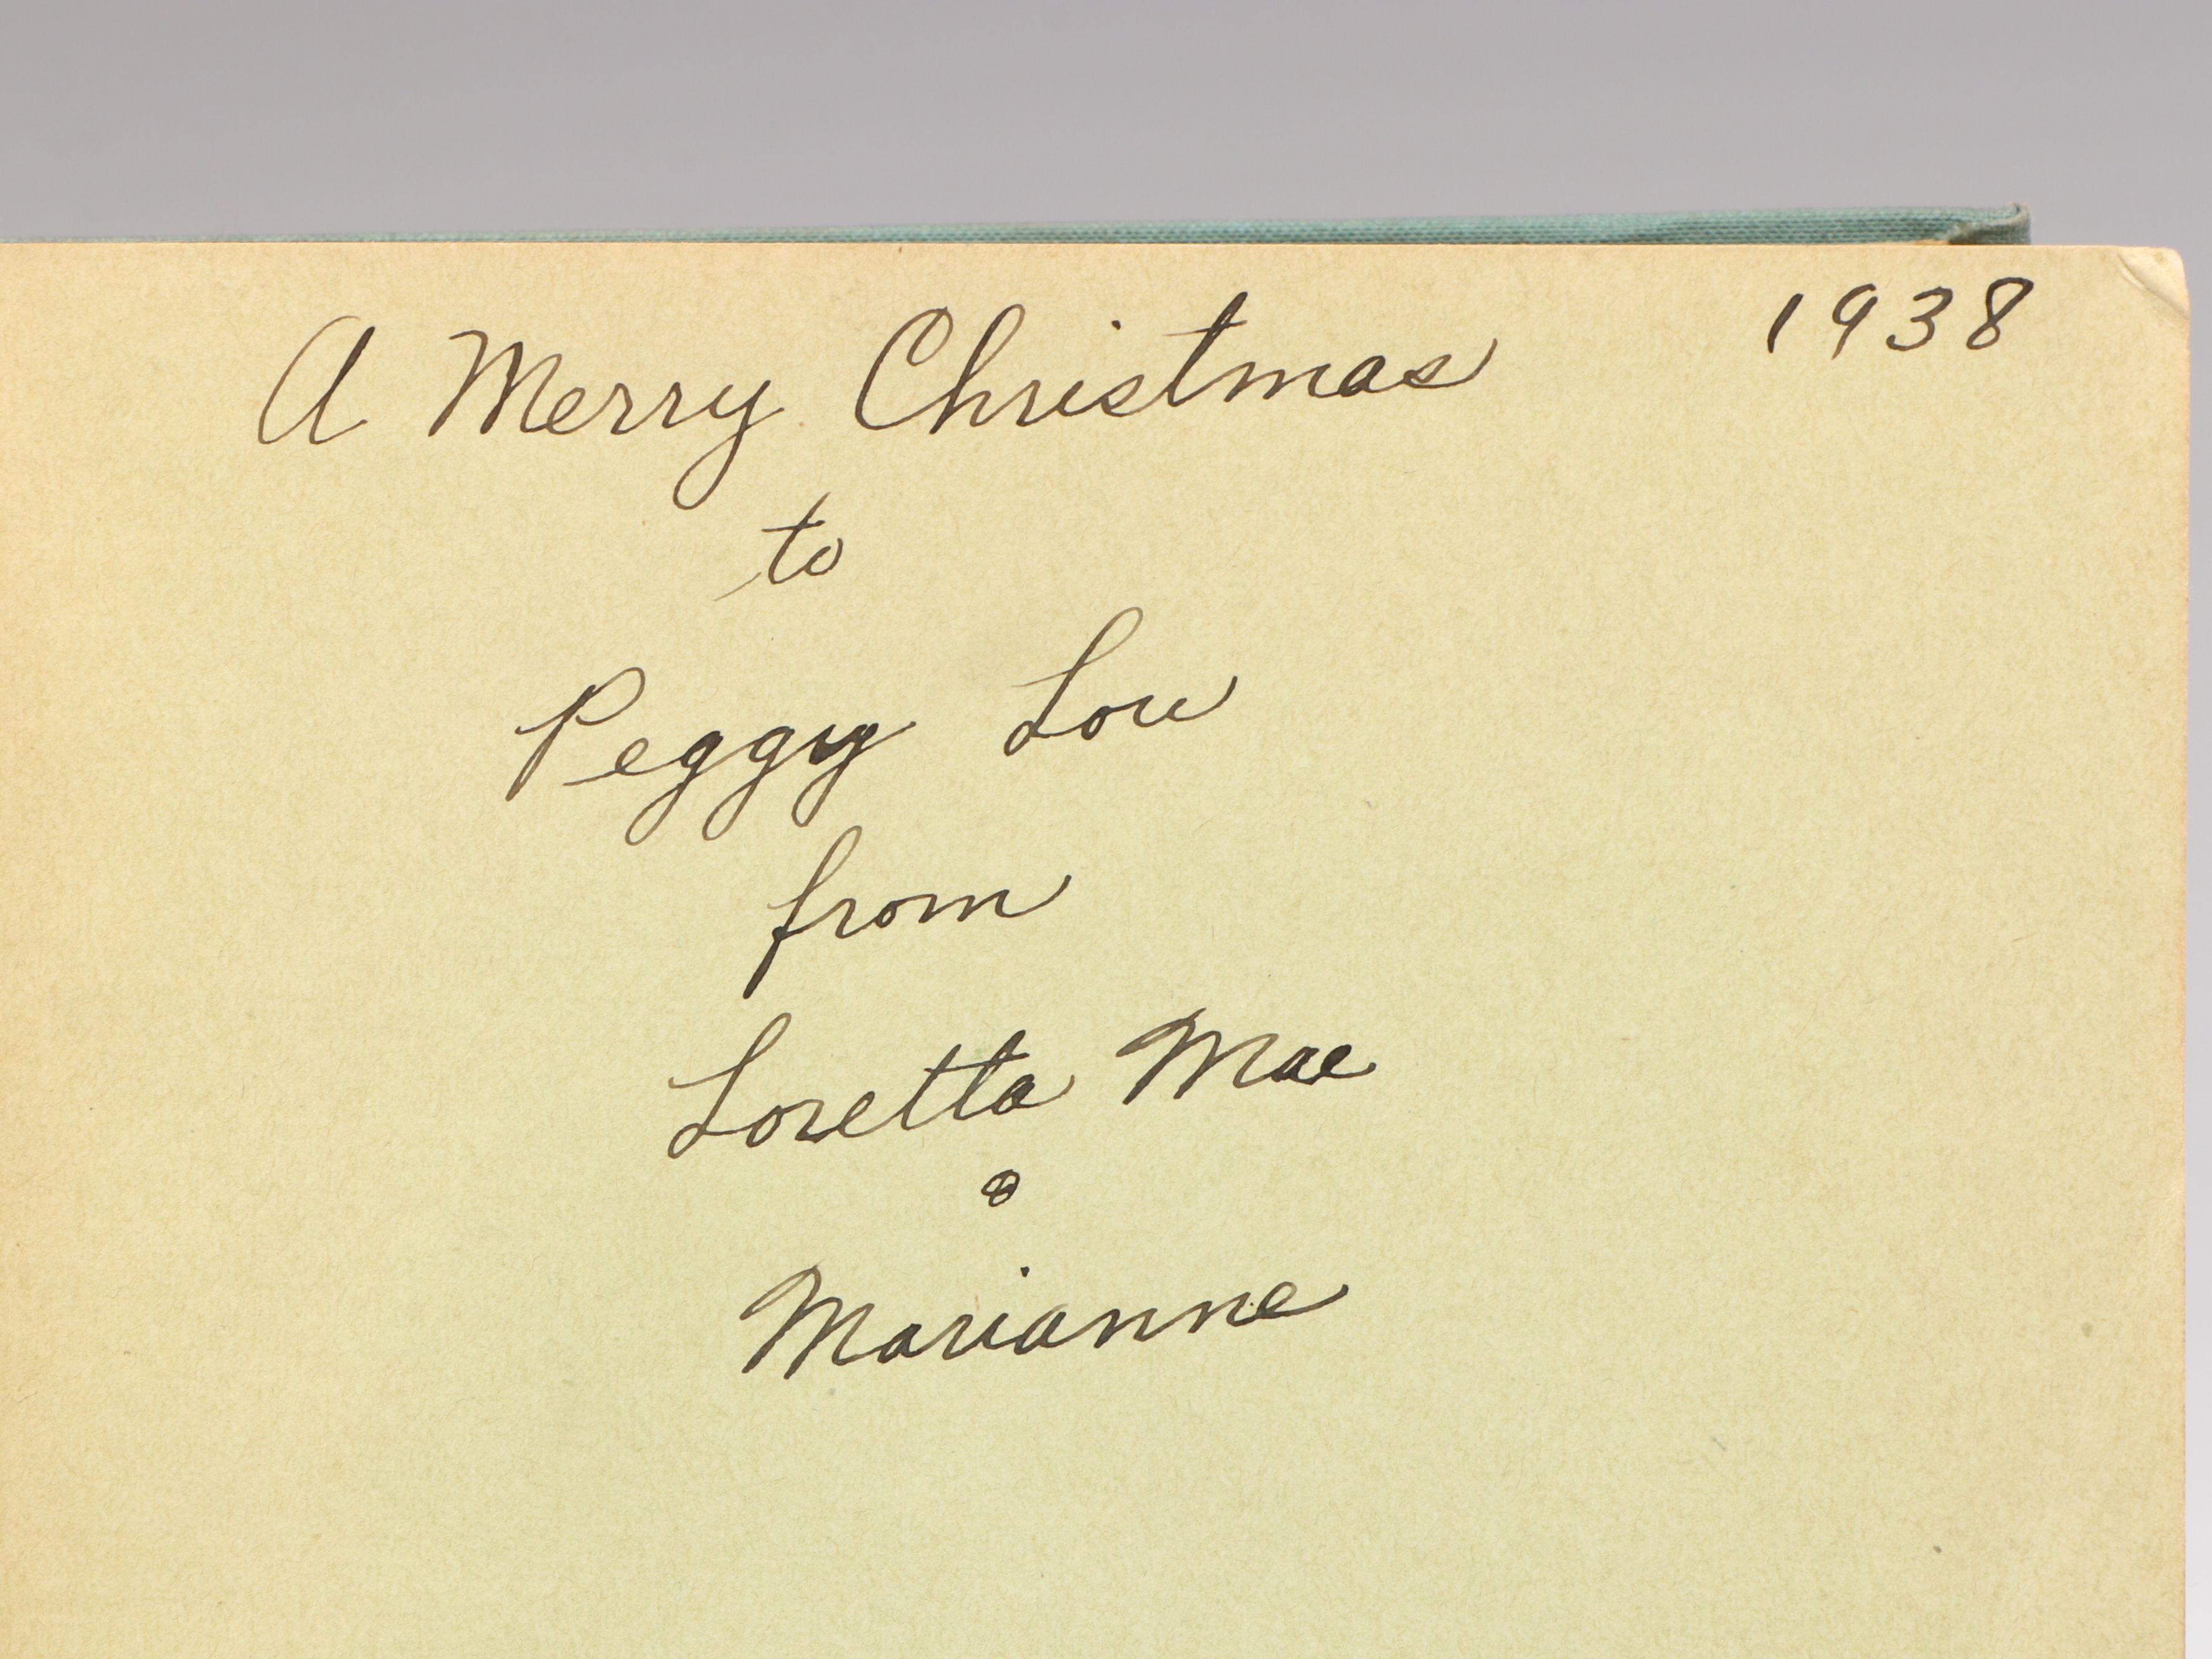 A Merry Christmas 1938
to
Peggy Lou
from
Loretta Mae
&
Marianne